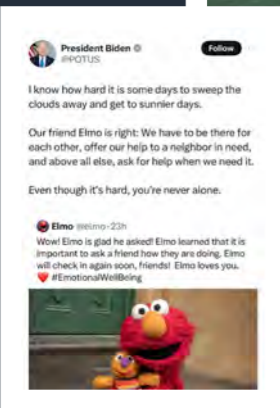 President Biden
@POTUS
Follow
I know how hard it is some days to sweep the
clouds away and get to sunnier days.
Our friend Elmo is right: We have to be there for
each other, offer our help to a neighbor in need,
and above all else, ask for help when we need it.
Even though it's hard, you're never alone.
Elmo @elmo · 23h
Wow! Elmo is glad he asked! Elmo learned that it is
important to ask a friend how they are doing. Elmo
will check in again soon, friends! Elmo loves you.
❤️ #EmotionalWellBeing